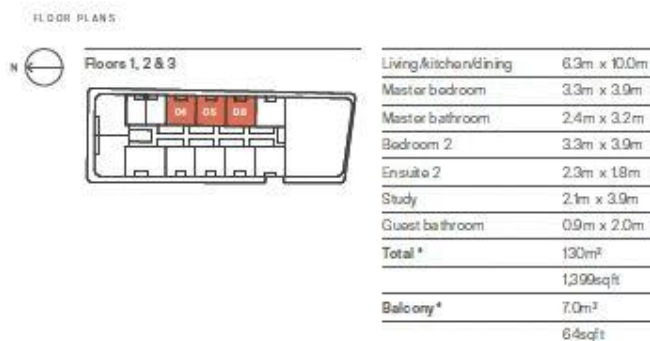 FLOOR PLANS
N
Floors 1, 2 & 3
04 05 06
Living/kitchen/dining 6.3m x 10.0m
Master bedroom 3.3m x 3.9m
Master bathroom 2.4m x 3.2m
Bedroom 2 3.3m x 3.9m
Ensuite 2 2.3m x 1.8m
Study 2.1m x 3.9m
Guest bathroom 0.9m x 2.0m
Total * 130m²
1,399sqft
Balcony* 7.0m²
64sqft